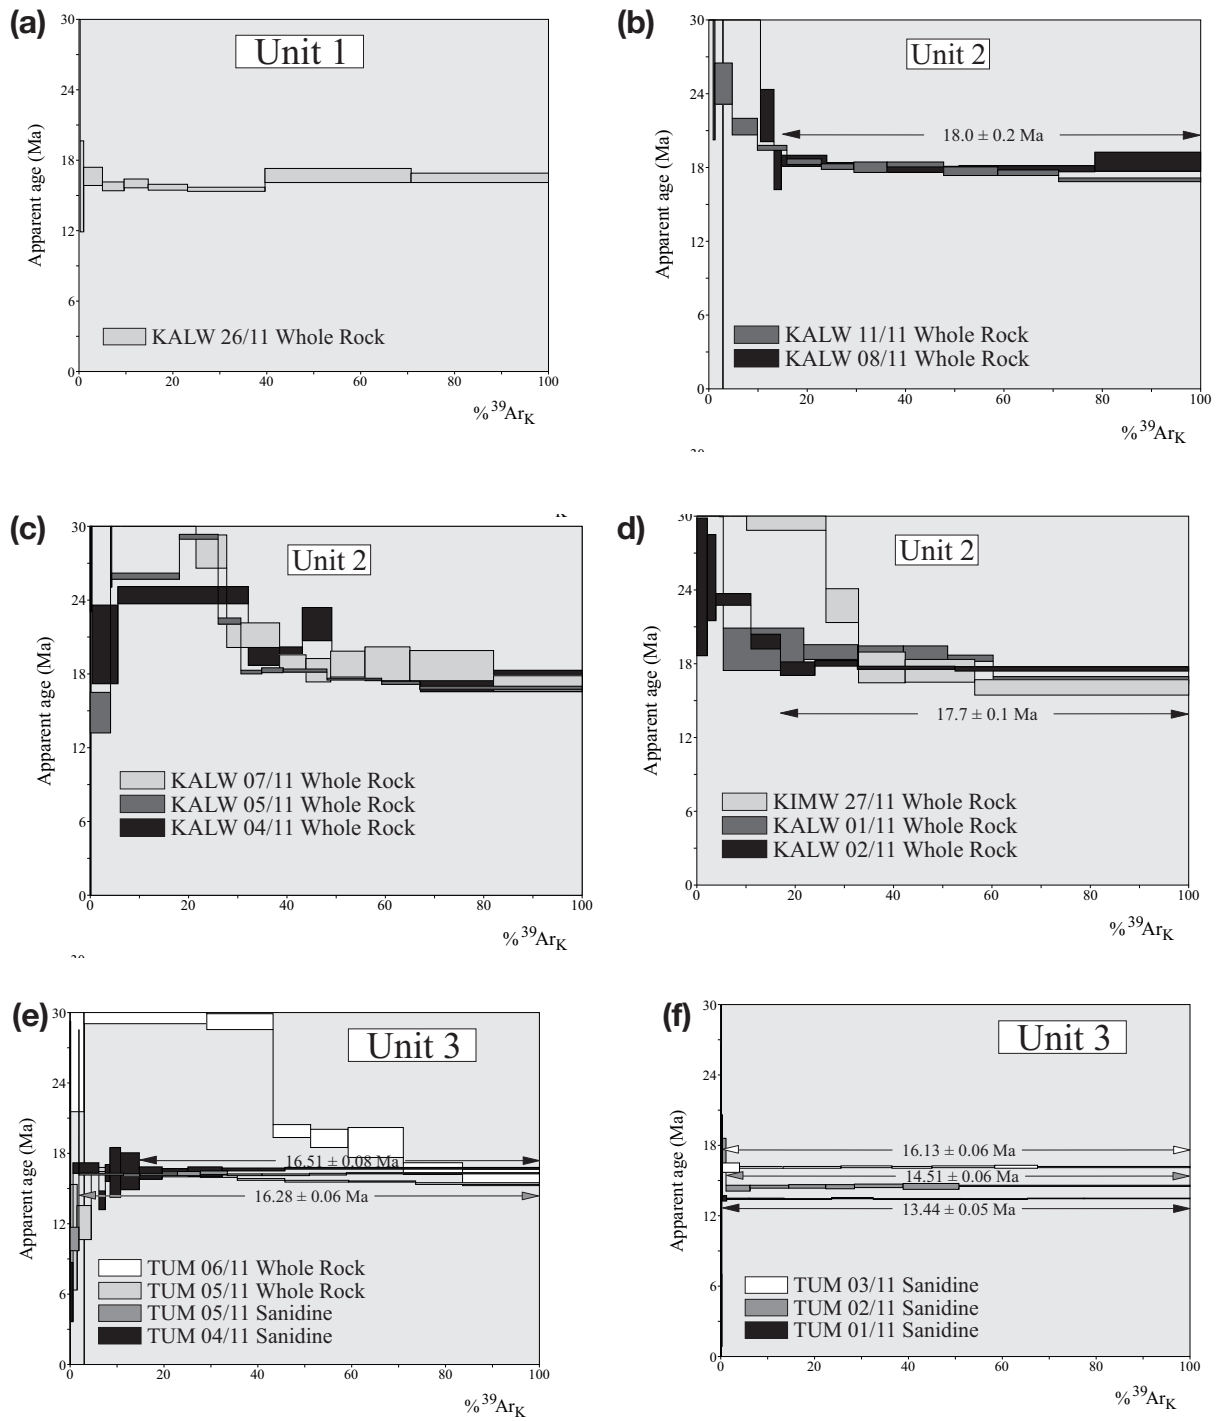 (a)
Unit 1
30
24
18
12
6
0
Apparent age (Ma)
KALW 26/11 Whole Rock
0 20 40 60 80 100
%39ArK
(b)
Unit 2
30
24
18
12
6
0
Apparent age (Ma)
18.0 ± 0.2 Ma
KALW 11/11 Whole Rock
KALW 08/11 Whole Rock
0 20 40 60 80 100
%39ArK
(c)
Unit 2
30
24
18
12
6
0
Apparent age (Ma)
KALW 07/11 Whole Rock
KALW 05/11 Whole Rock
KALW 04/11 Whole Rock
0 20 40 60 80 100
%39ArK
(d)
Unit 2
30
24
18
12
6
0
Apparent age (Ma)
17.7 ± 0.1 Ma
KIMW 27/11 Whole Rock
KALW 01/11 Whole Rock
KALW 02/11 Whole Rock
0 20 40 60 80 100
%39ArK
(e)
Unit 3
30
24
18
12
6
0
Apparent age (Ma)
16.51 ± 0.08 Ma
16.28 ± 0.06 Ma
TUM 06/11 Whole Rock
TUM 05/11 Whole Rock
TUM 05/11 Sanidine
TUM 04/11 Sanidine
0 20 40 60 80 100
%39ArK
(f)
Unit 3
30
24
18
12
6
0
Apparent age (Ma)
16.13 ± 0.06 Ma
14.51 ± 0.06 Ma
13.44 ± 0.05 Ma
TUM 03/11 Sanidine
TUM 02/11 Sanidine
TUM 01/11 Sanidine
0 20 40 60 80 100
%39ArK